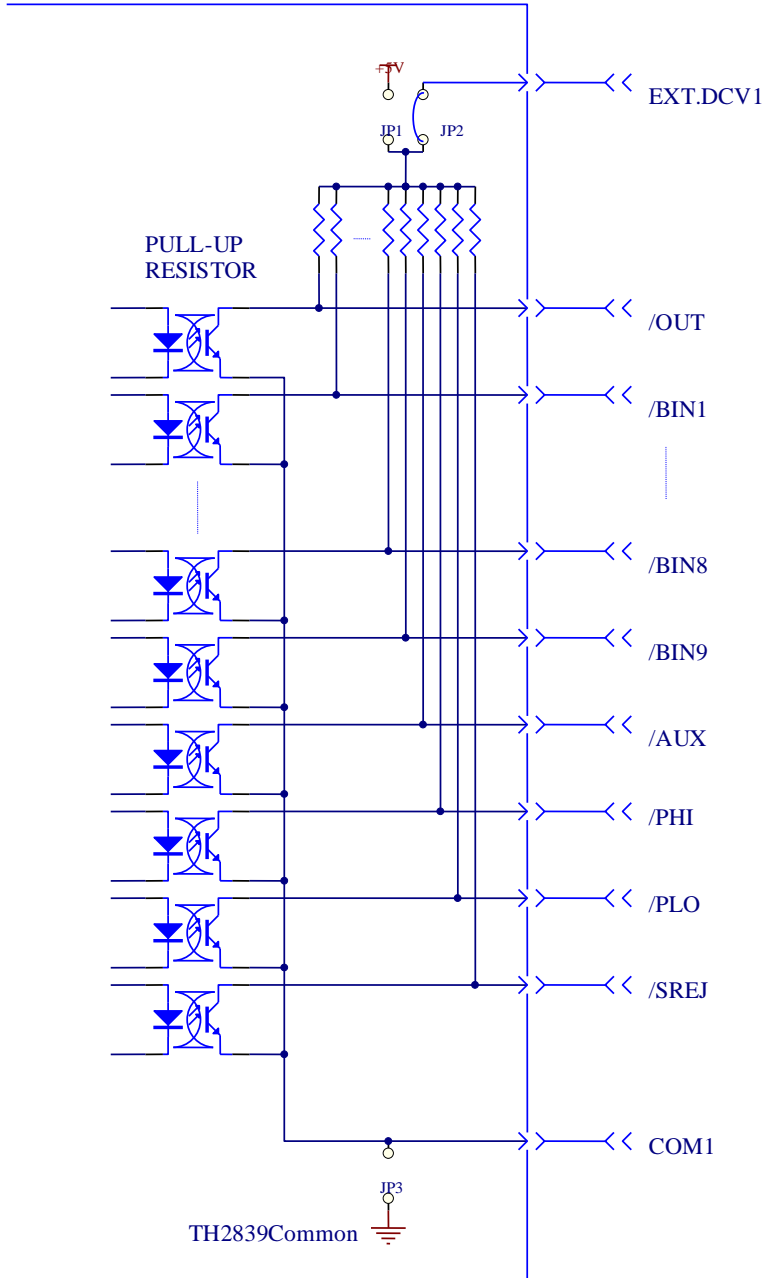 +5V
EXT.DCV1
JP1
JP2
PULL-UP
RESISTOR
/OUT
/BIN1
/BIN8
/BIN9
/AUX
/PHI
/PLO
/SREJ
COM1
JP3
TH2839Common